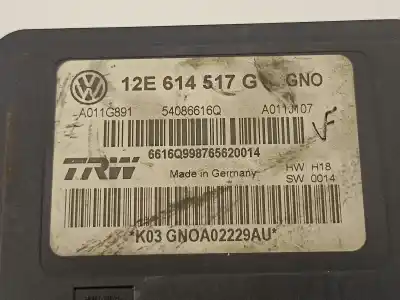 12E 614 517 G GNO
A011G891 54086616Q A011J107
VF
6616Q998765620014
TRW Made in Germany HW H18
SW 0014
*K03 GNOA02229AU*